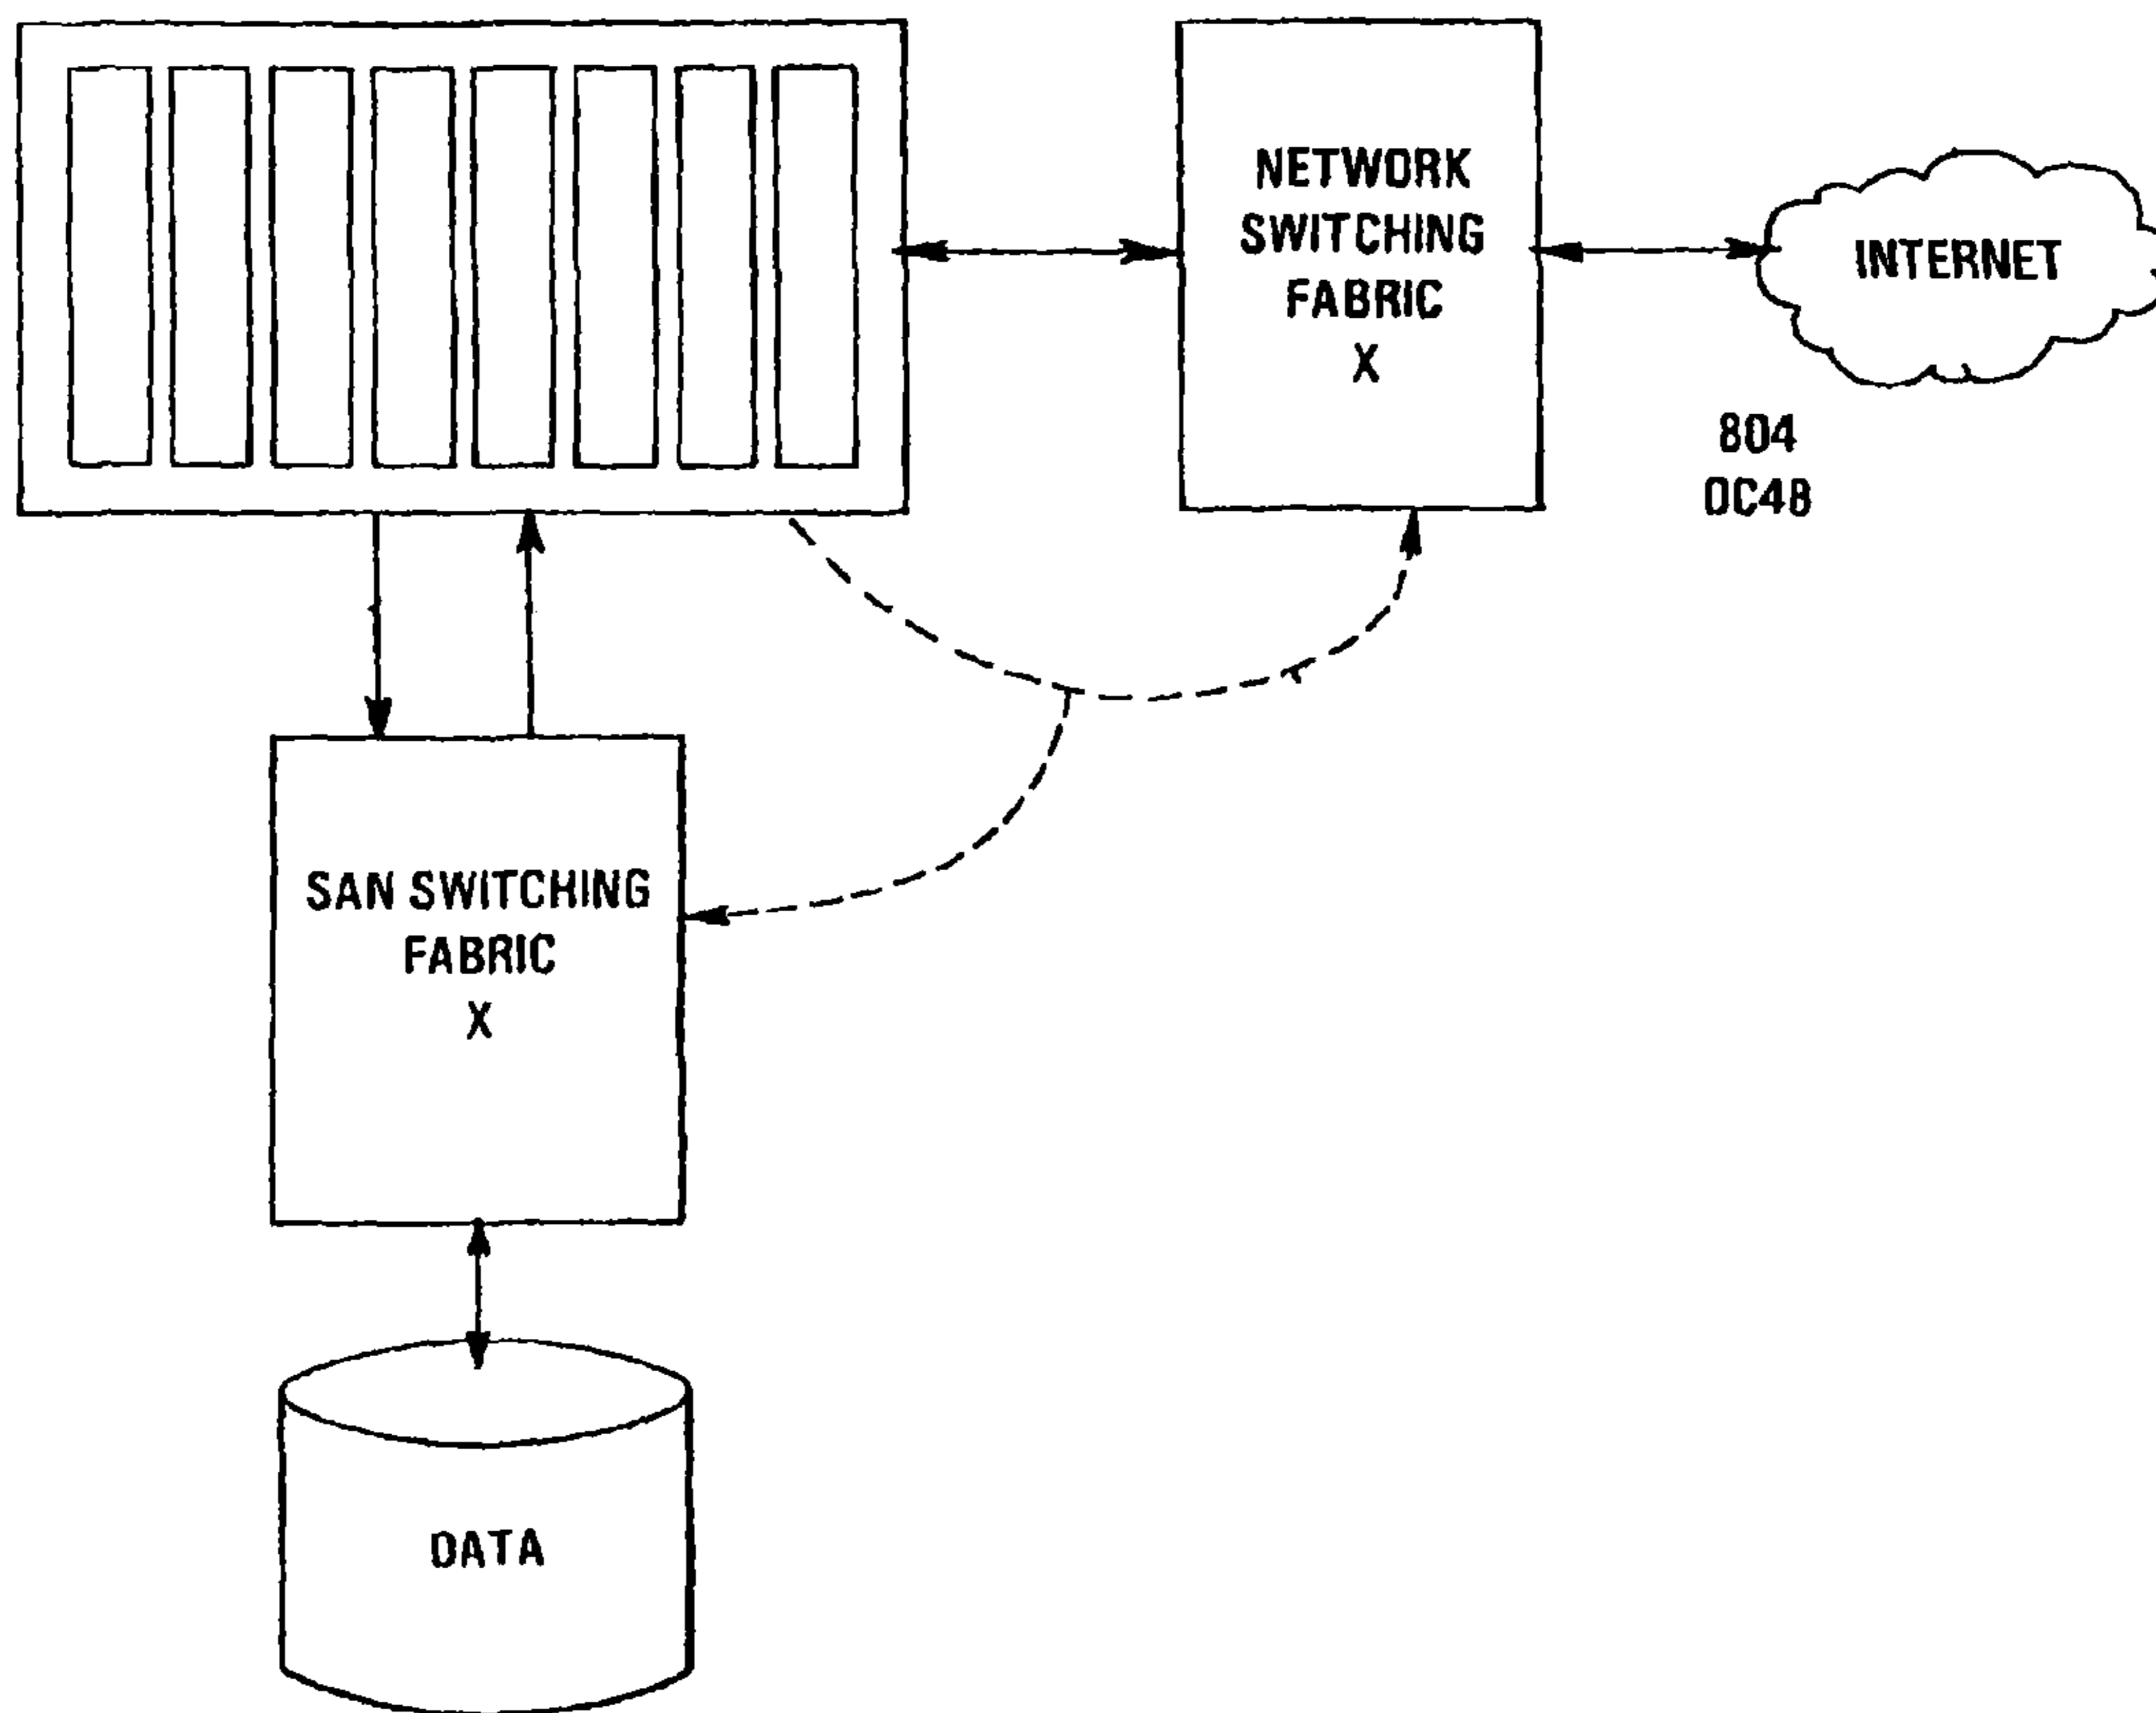 NETWORK
SWITCHING
FABRIC
X
INTERNET
804
OC48
SAN SWITCHING
FABRIC
X
DATA